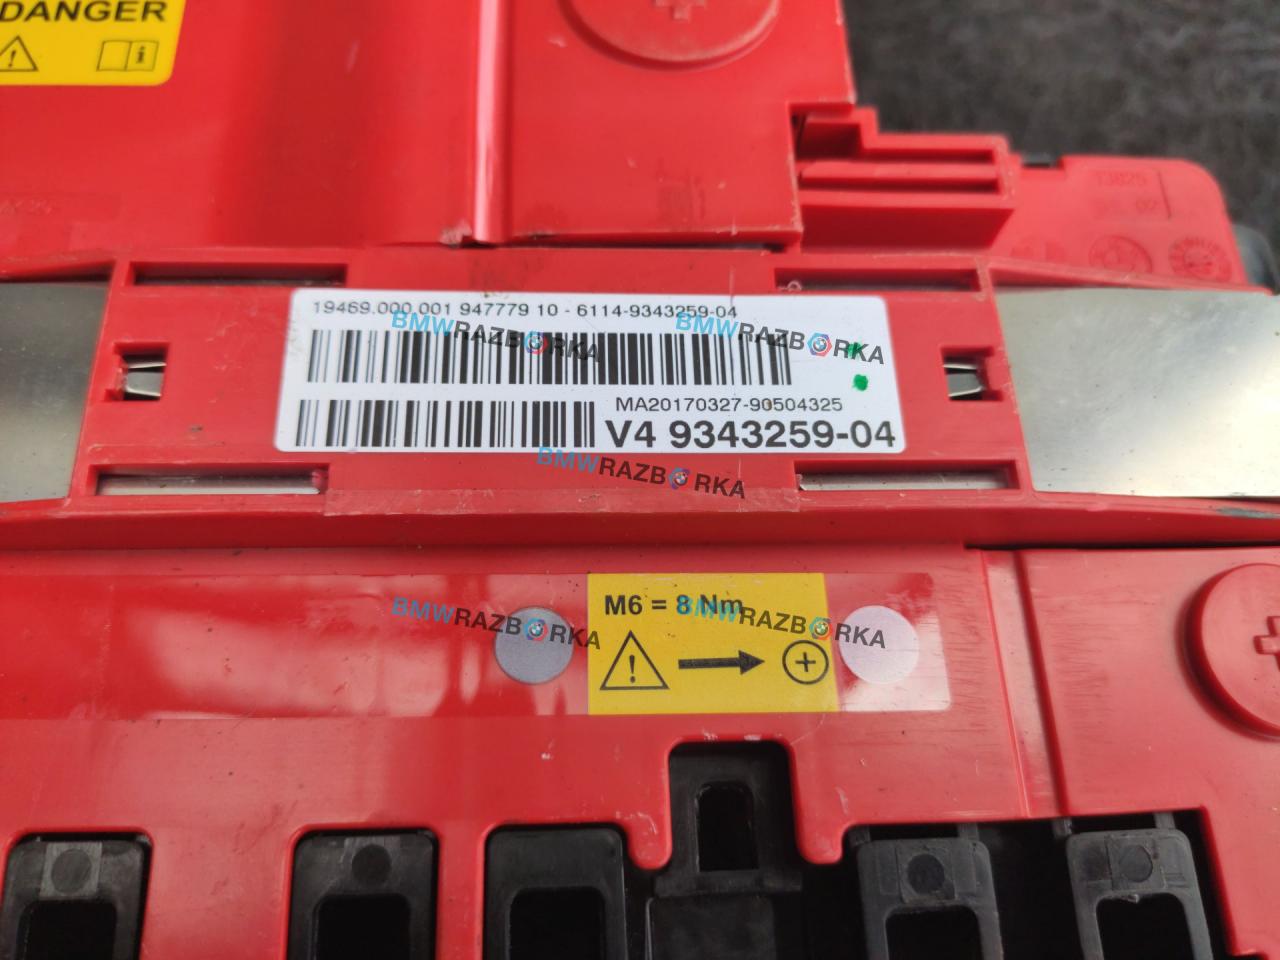 DANGER
19469.000.001 947779 10 - 6114-9343259-04
BMWRAZBORKA
BMWRAZBORKA
MA20170327-90504325
V4 9343259-04
BMWRAZBORKA
M6 = 8 Nm
BMWRAZBORKA
BMWRAZBORKA